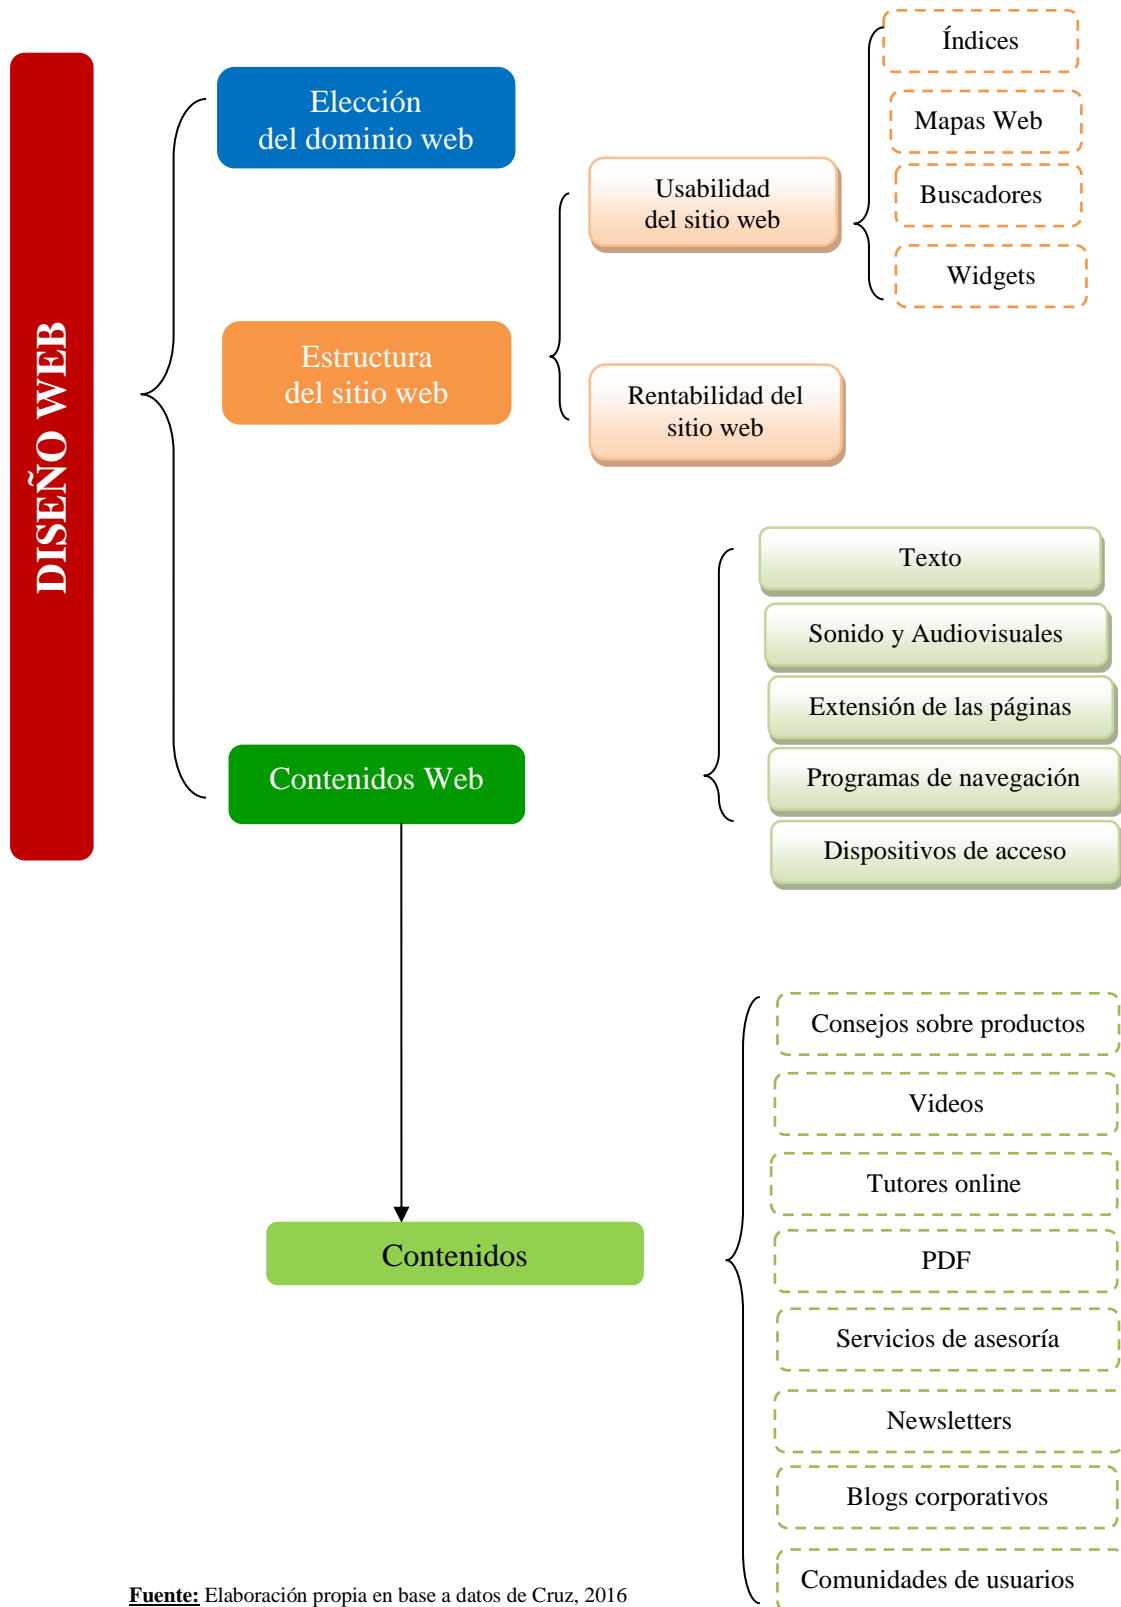 DISEÑO WEB
Elección
del dominio web
Estructura
del sitio web
Usabilidad
del sitio web
Índices
Mapas Web
Buscadores
Widgets
Rentabilidad del
sitio web
Contenidos Web
Texto
Sonido y Audiovisuales
Extensión de las páginas
Programas de navegación
Dispositivos de acceso
Contenidos
Consejos sobre productos
Videos
Tutores online
PDF
Servicios de asesoría
Newsletters
Blogs corporativos
Comunidades de usuarios
Fuente: Elaboración propia en base a datos de Cruz, 2016